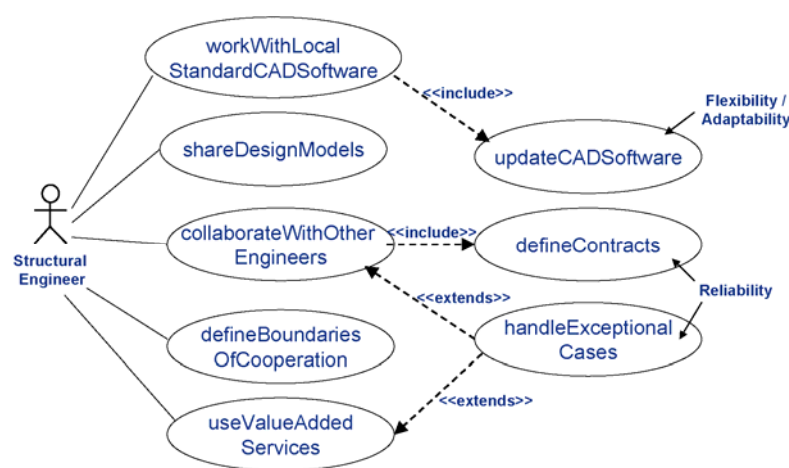 workWithLocal
StandardCADSoftware
<<include>>
Flexibility /
Adaptability
shareDesignModels
updateCADSoftware
Structural
Engineer
collaborateWithOther
Engineers
<<include>>
defineContracts
<<extends>>
Reliability
defineBoundaries
OfCooperation
handleExceptional
Cases
<<extends>>
useValueAdded
Services